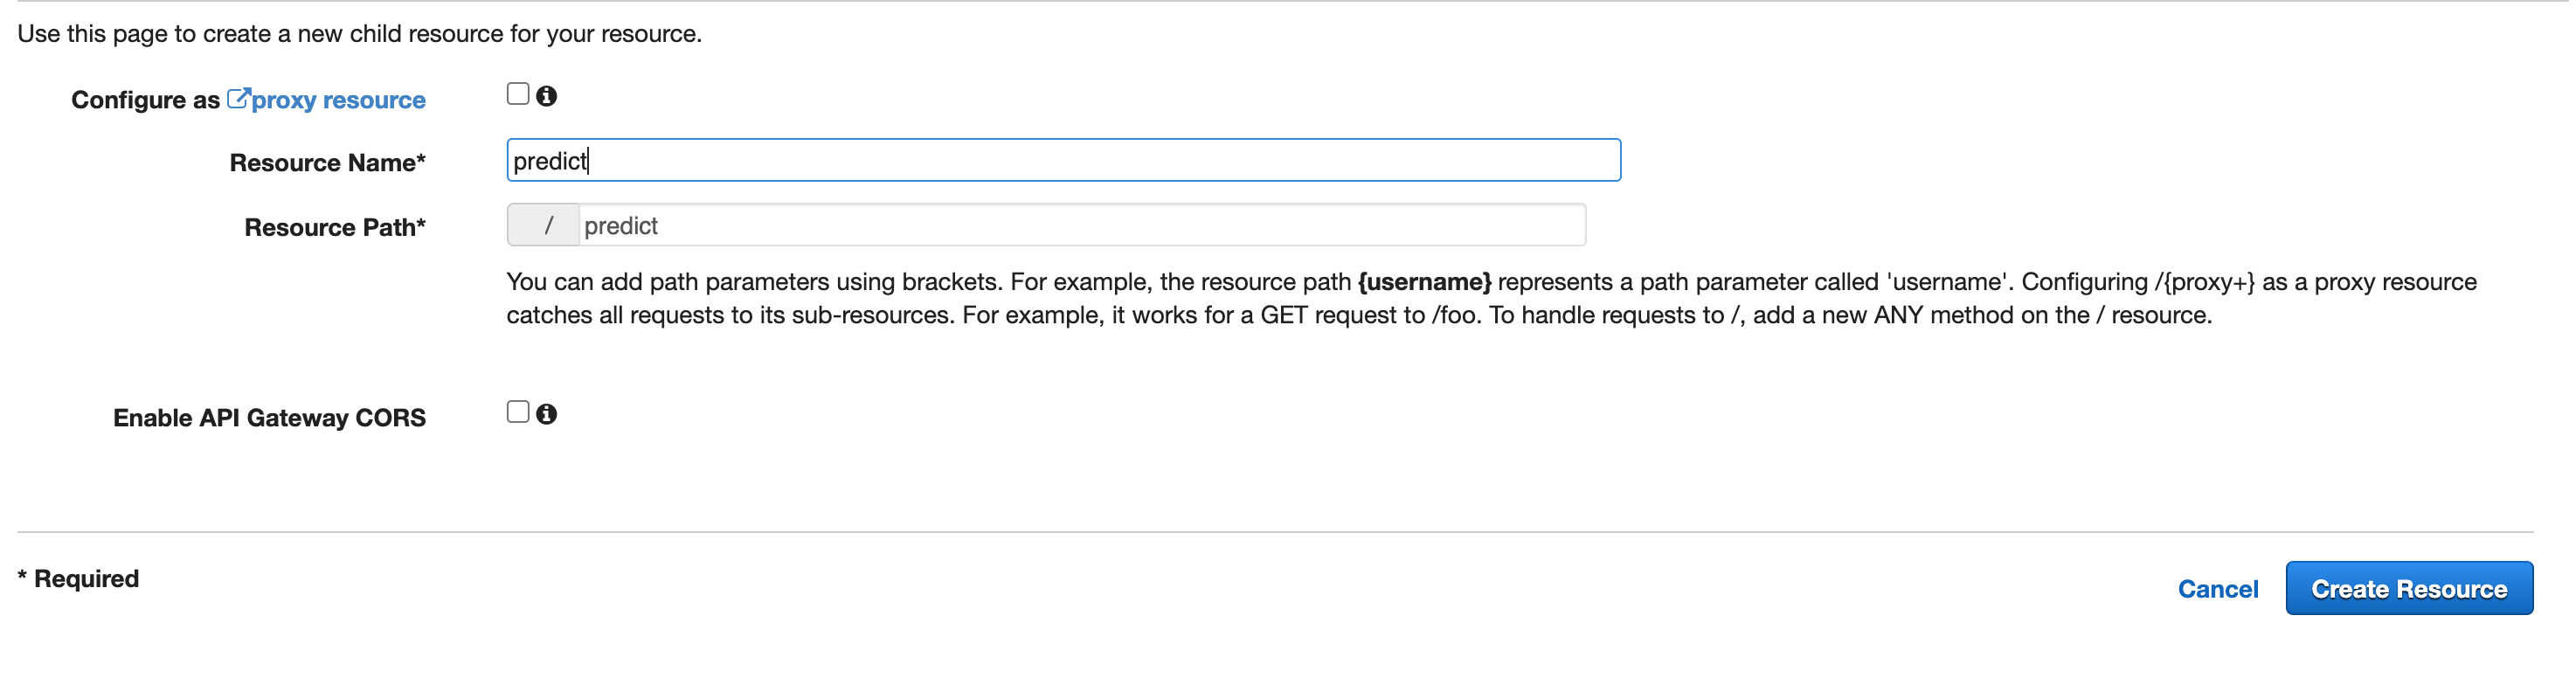 Use this page to create a new child resource for your resource.
Configure as proxy resource
Resource Name* predict
Resource Path* / predict
You can add path parameters using brackets. For example, the resource path {username} represents a path parameter called 'username'. Configuring /{proxy+} as a proxy resource
catches all requests to its sub-resources. For example, it works for a GET request to /foo. To handle requests to /, add a new ANY method on the / resource.
Enable API Gateway CORS
* Required
Cancel Create Resource